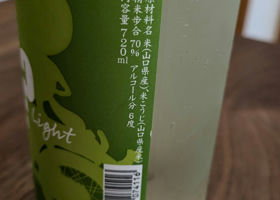 原材料名 米(山口県産)、米こうじ(山口県産米)
精米歩合 70% アルコール分 6度
内容量 720ml
light